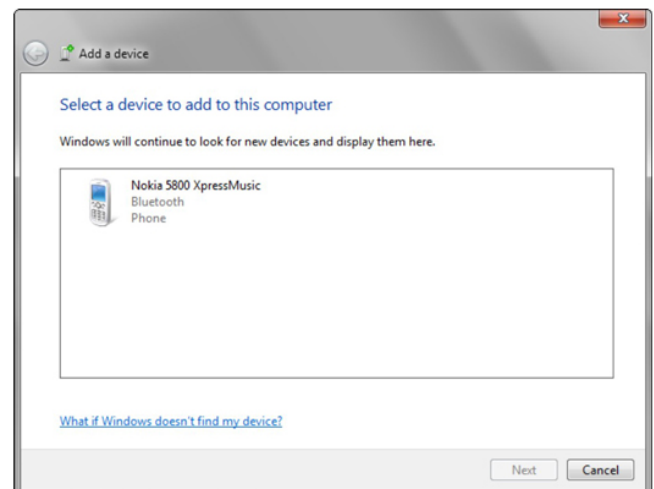 Add a device
Select a device to add to this computer
Windows will continue to look for new devices and display them here.
Nokia 5800 XpressMusic
Bluetooth
Phone
What if Windows doesn't find my device?
Next Cancel